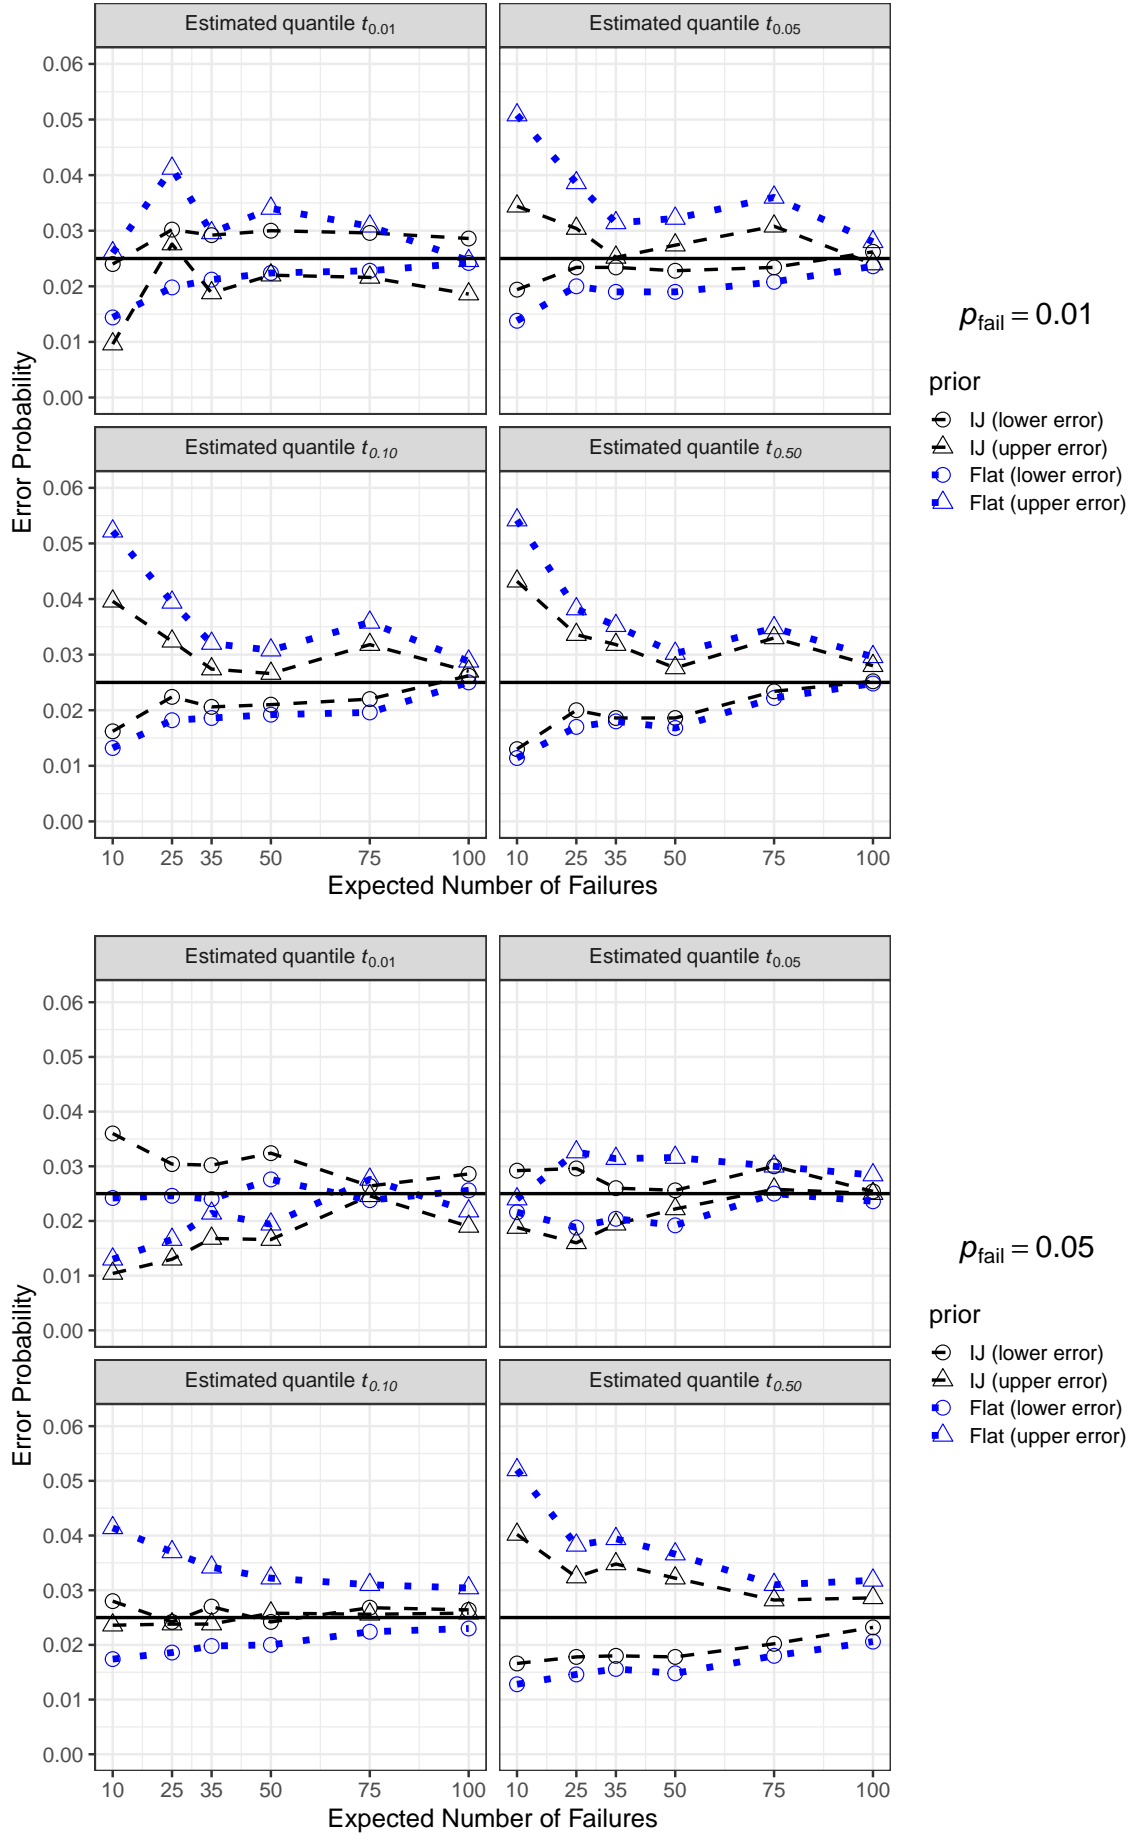 Estimated quantile t0.01
Estimated quantile t0.05
0.06
0.05
0.04
0.03
0.02
0.01
0.00
Estimated quantile t0.10
Estimated quantile t0.50
0.06
0.05
0.04
0.03
0.02
0.01
0.00
10 25 35 50 75 100
10 25 35 50 75 100
Expected Number of Failures
Error Probability
pfail = 0.01
prior
IJ (lower error)
IJ (upper error)
Flat (lower error)
Flat (upper error)
Estimated quantile t0.01
Estimated quantile t0.05
0.06
0.05
0.04
0.03
0.02
0.01
0.00
Estimated quantile t0.10
Estimated quantile t0.50
0.06
0.05
0.04
0.03
0.02
0.01
0.00
10 25 35 50 75 100
10 25 35 50 75 100
Expected Number of Failures
Error Probability
pfail = 0.05
prior
IJ (lower error)
IJ (upper error)
Flat (lower error)
Flat (upper error)